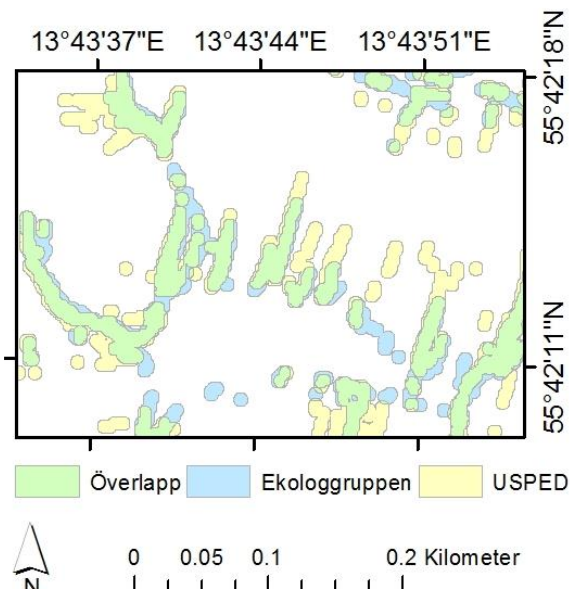 13°43'37"E 13°43'44"E 13°43'51"E
55°42'18"N
55°42'11"N
Överlapp Ekologgruppen USPED
0 0.05 0.1 0.2 Kilometer
N